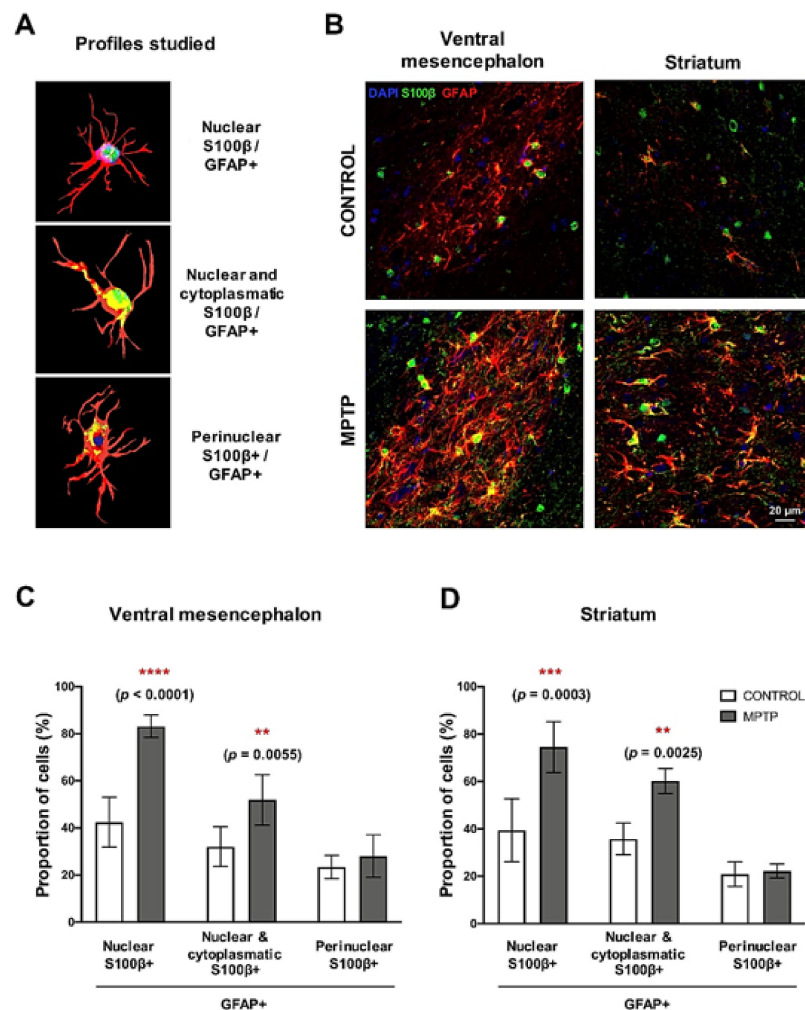 A
Profiles studied
Nuclear
S100β /
GFAP+
Nuclear and
cytoplasmatic
S100β /
GFAP+
Perinuclear
S100β+ /
GFAP+
B
Ventral
mesencephalon
Striatum
DAPI S100β GFAP
CONTROL
MPTP
20 µm
C
Ventral mesencephalon
Proportion of cells (%)
100
80
60
40
20
0
****
(p < 0.0001)
**
(p = 0.0055)
Nuclear
S100β+
Nuclear &
cytoplasmatic
S100β+
Perinuclear
S100β+
GFAP+
D
Striatum
Proportion of cells (%)
100
80
60
40
20
0
***
(p = 0.0003)
**
(p = 0.0025)
CONTROL
MPTP
Nuclear
S100β+
Nuclear &
cytoplasmatic
S100β+
Perinuclear
S100β+
GFAP+